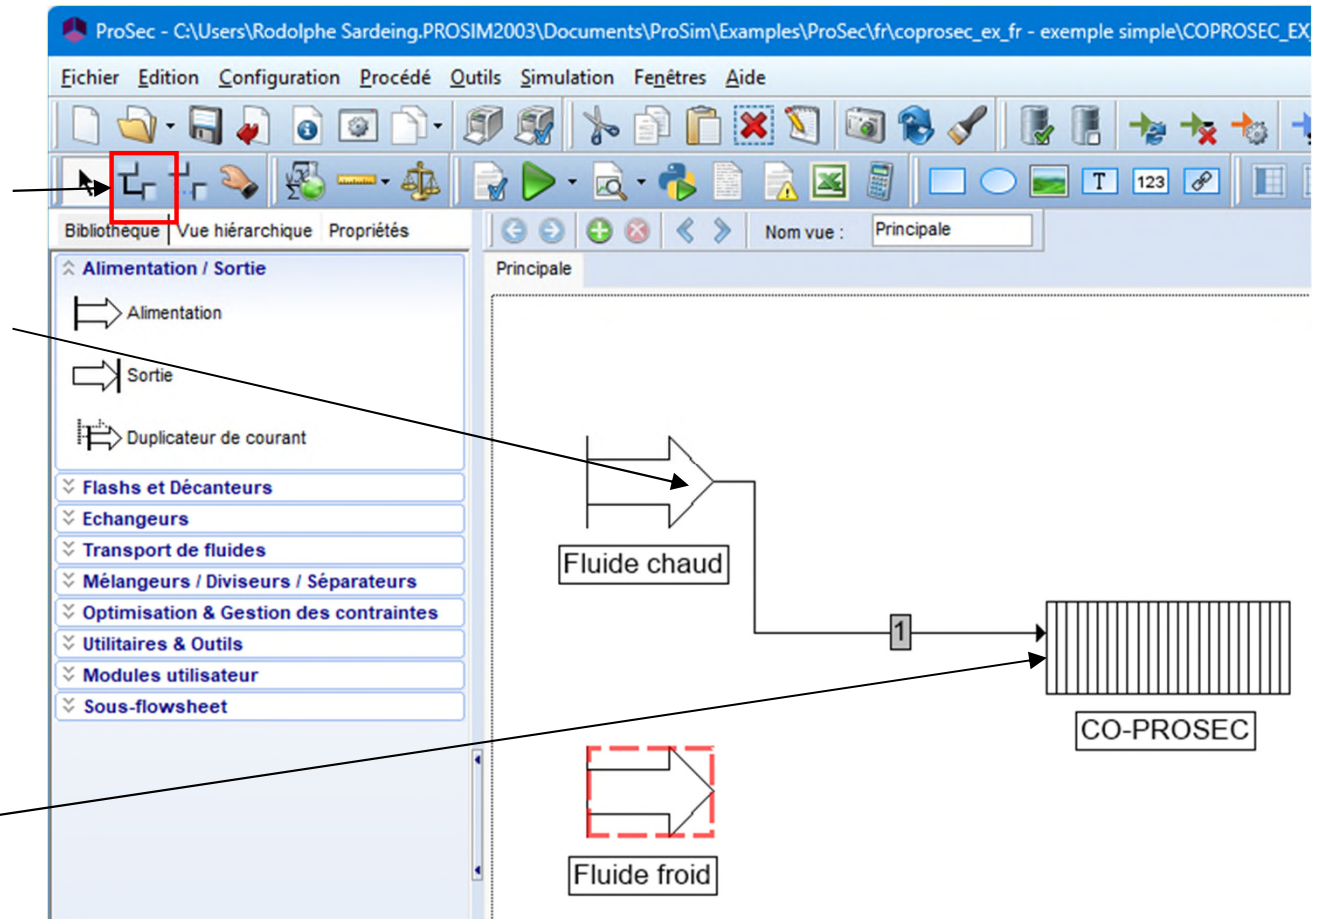 ProSec - C:\Users\Rodolphe Sardeing.PROSIM2003\Documents\ProSim\Examples\ProSec\fr\coprosec_ex_fr - exemple simple\COPROSEC_EX
Fichier Edition Configuration Procédé Outils Simulation Fenêtres Aide
T 123
Bibliothèque Vue hiérarchique Propriétés
Nom vue : Principale
Alimentation / Sortie
Principale
Alimentation
Sortie
Duplicateur de courant
Flashs et Décanteurs
Echangeurs
Transport de fluides
Mélangeurs / Diviseurs / Séparateurs
Optimisation & Gestion des contraintes
Utilitaires & Outils
Modules utilisateur
Sous-flowsheet
Fluide chaud
1
CO-PROSEC
Fluide froid